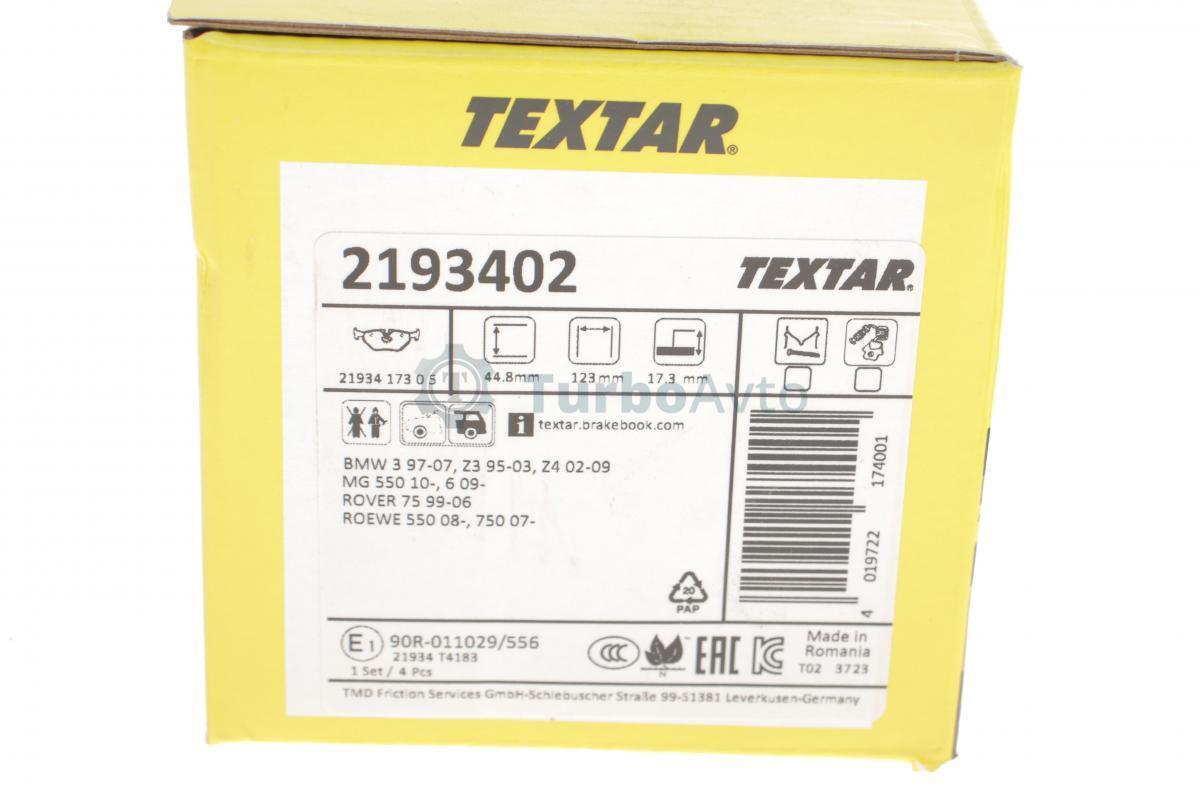 TEXTAR®
2193402
TEXTAR®
21934 173 0 5
44.8mm
123mm
17.3 mm
TurboAvto
i textar.brakebook.com
BMW 3 97-07, Z3 95-03, Z4 02-09
MG 550 10-, 6 09-
ROVER 75 99-06
ROEWE 550 08-, 750 07-
4 019722 174001
20
PAP
E1 90R-011029/556
21934 T4183
1 Set / 4 Pcs
CCC
N
EAC
KC
Made in
Romania
T02 3723
TMD Friction Services GmbH-Schlebuscher Straße 99-51381 Leverkusen-Germany